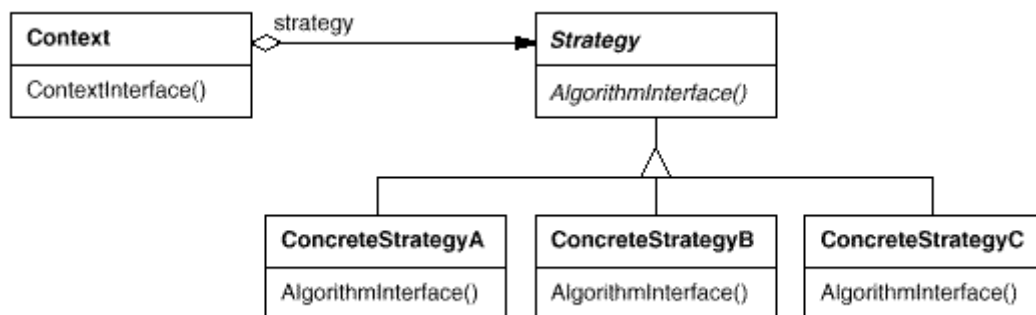 Context
ContextInterface()
strategy
Strategy
AlgorithmInterface()
ConcreteStrategyA
AlgorithmInterface()
ConcreteStrategyB
AlgorithmInterface()
ConcreteStrategyC
AlgorithmInterface()